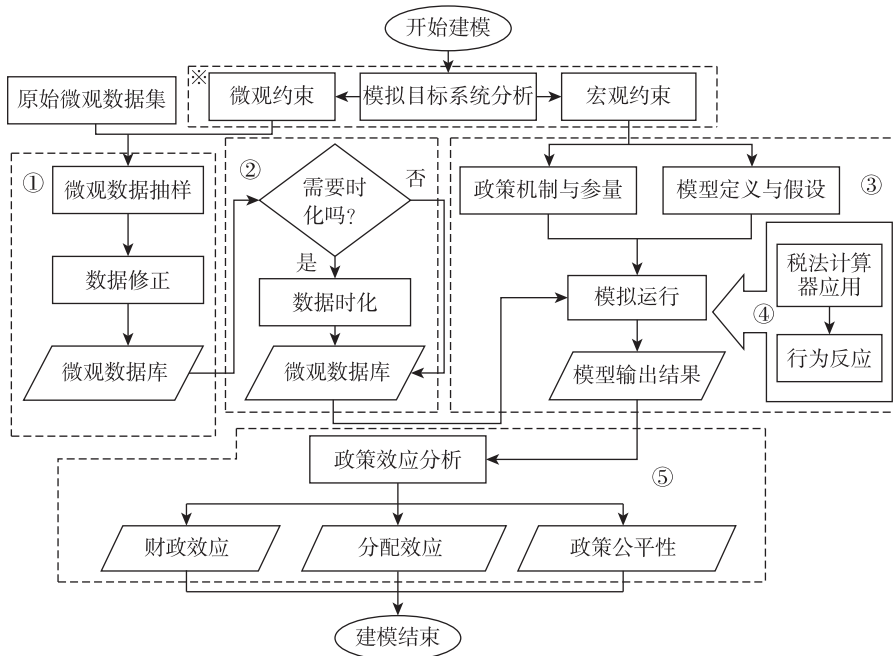 开始建模
※
原始微观数据集
微观约束
模拟目标系统分析
宏观约束
①
微观数据抽样
数据修正
微观数据库
②
需要时
化吗?
否
是
数据时化
微观数据库
③
政策机制与参量
模型定义与假设
模拟运行
模型输出结果
④
税法计算
器应用
行为反应
政策效应分析
⑤
财政效应
分配效应
政策公平性
建模结束